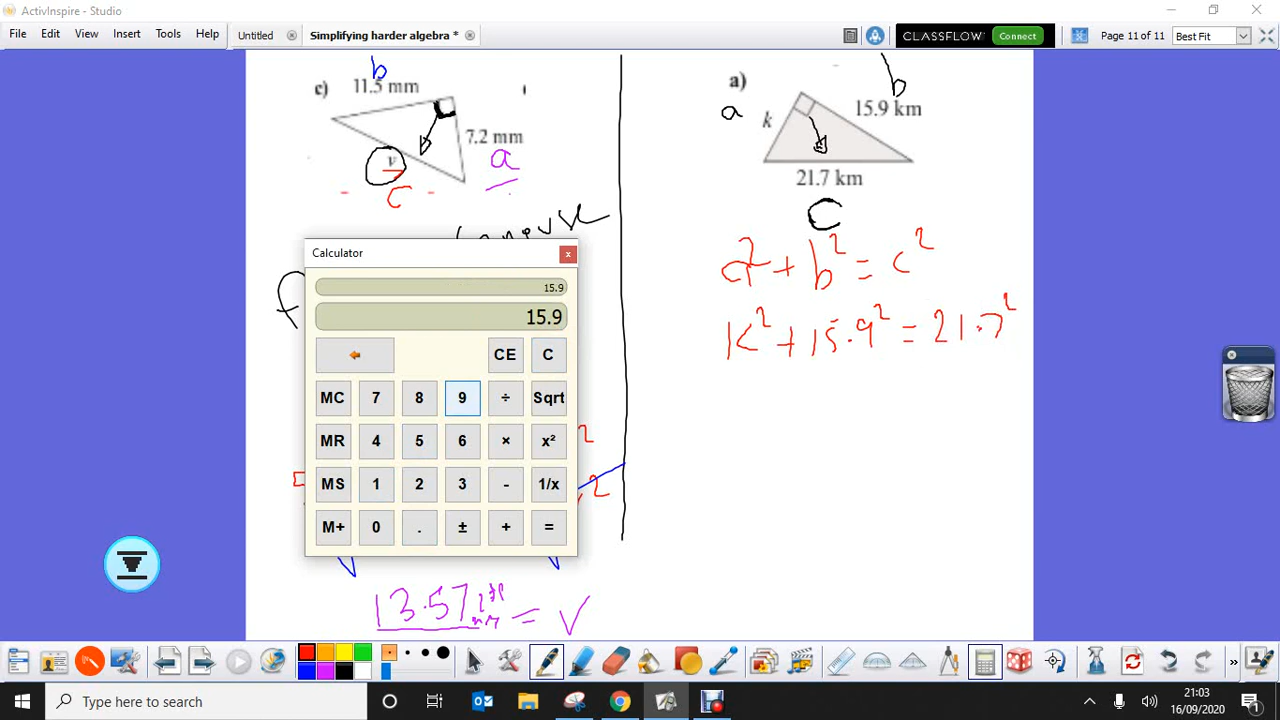 ActivInspire - Studio
File Edit View Insert Tools Help
Untitled
Simplifying harder algebra *
CLASSFLOW Connect
Page 11 of 11
Best Fit
b
c) 11.5 mm
7.2 mm
v
a
c
a)
b
a
k
15.9 km
21.7 km
C
a² + b² = c²
k² + 15.9² = 21.7²
Calculator
15.9
15.9
CE C
MC 7 8 9 ÷ Sqrt
MR 4 5 6 × x²
MS 1 2 3 - 1/x
M+ 0 . ± + =
13.57 = v
Type here to search
21:03
16/09/2020